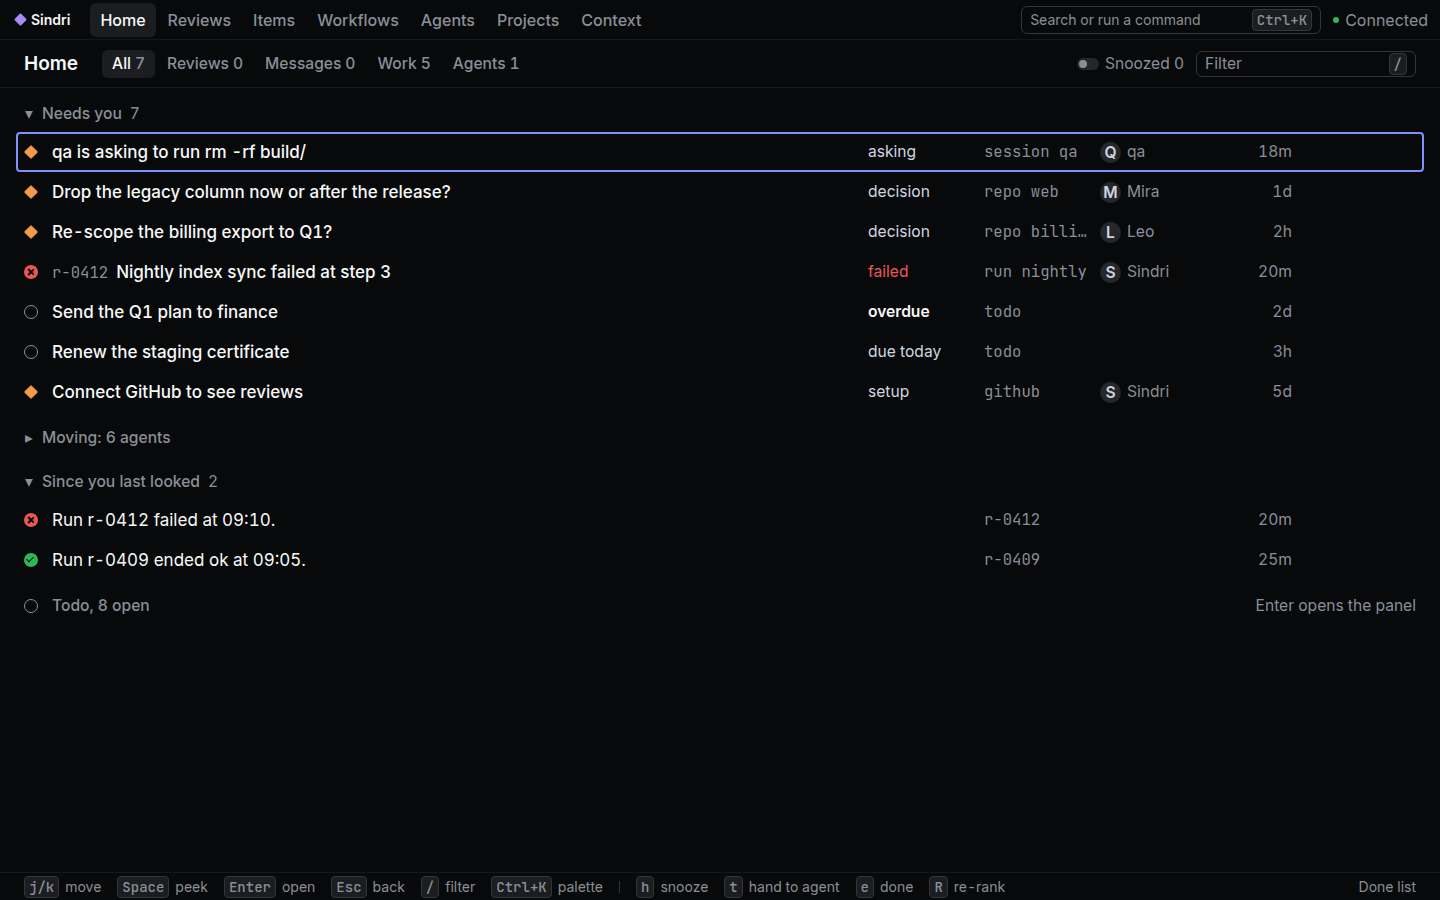 Sindri Home Reviews Items Workflows Agents Projects Context Search or run a command Ctrl+K Connected
Home All 7 Reviews 0 Messages 0 Work 5 Agents 1 Snoozed 0 Filter /
Needs you 7
qa is asking to run rm -rf build/ asking session qa Q qa 18m
Drop the legacy column now or after the release? decision repo web M Mira 1d
Re-scope the billing export to Q1? decision repo billi… L Leo 2h
r-0412 Nightly index sync failed at step 3 failed run nightly S Sindri 20m
Send the Q1 plan to finance overdue todo 2d
Renew the staging certificate due today todo 3h
Connect GitHub to see reviews setup github S Sindri 5d
Moving: 6 agents
Since you last looked 2
Run r-0412 failed at 09:10. r-0412 20m
Run r-0409 ended ok at 09:05. r-0409 25m
Todo, 8 open Enter opens the panel
j/k move Space peek Enter open Esc back / filter Ctrl+K palette h snooze t hand to agent e done R re-rank Done list